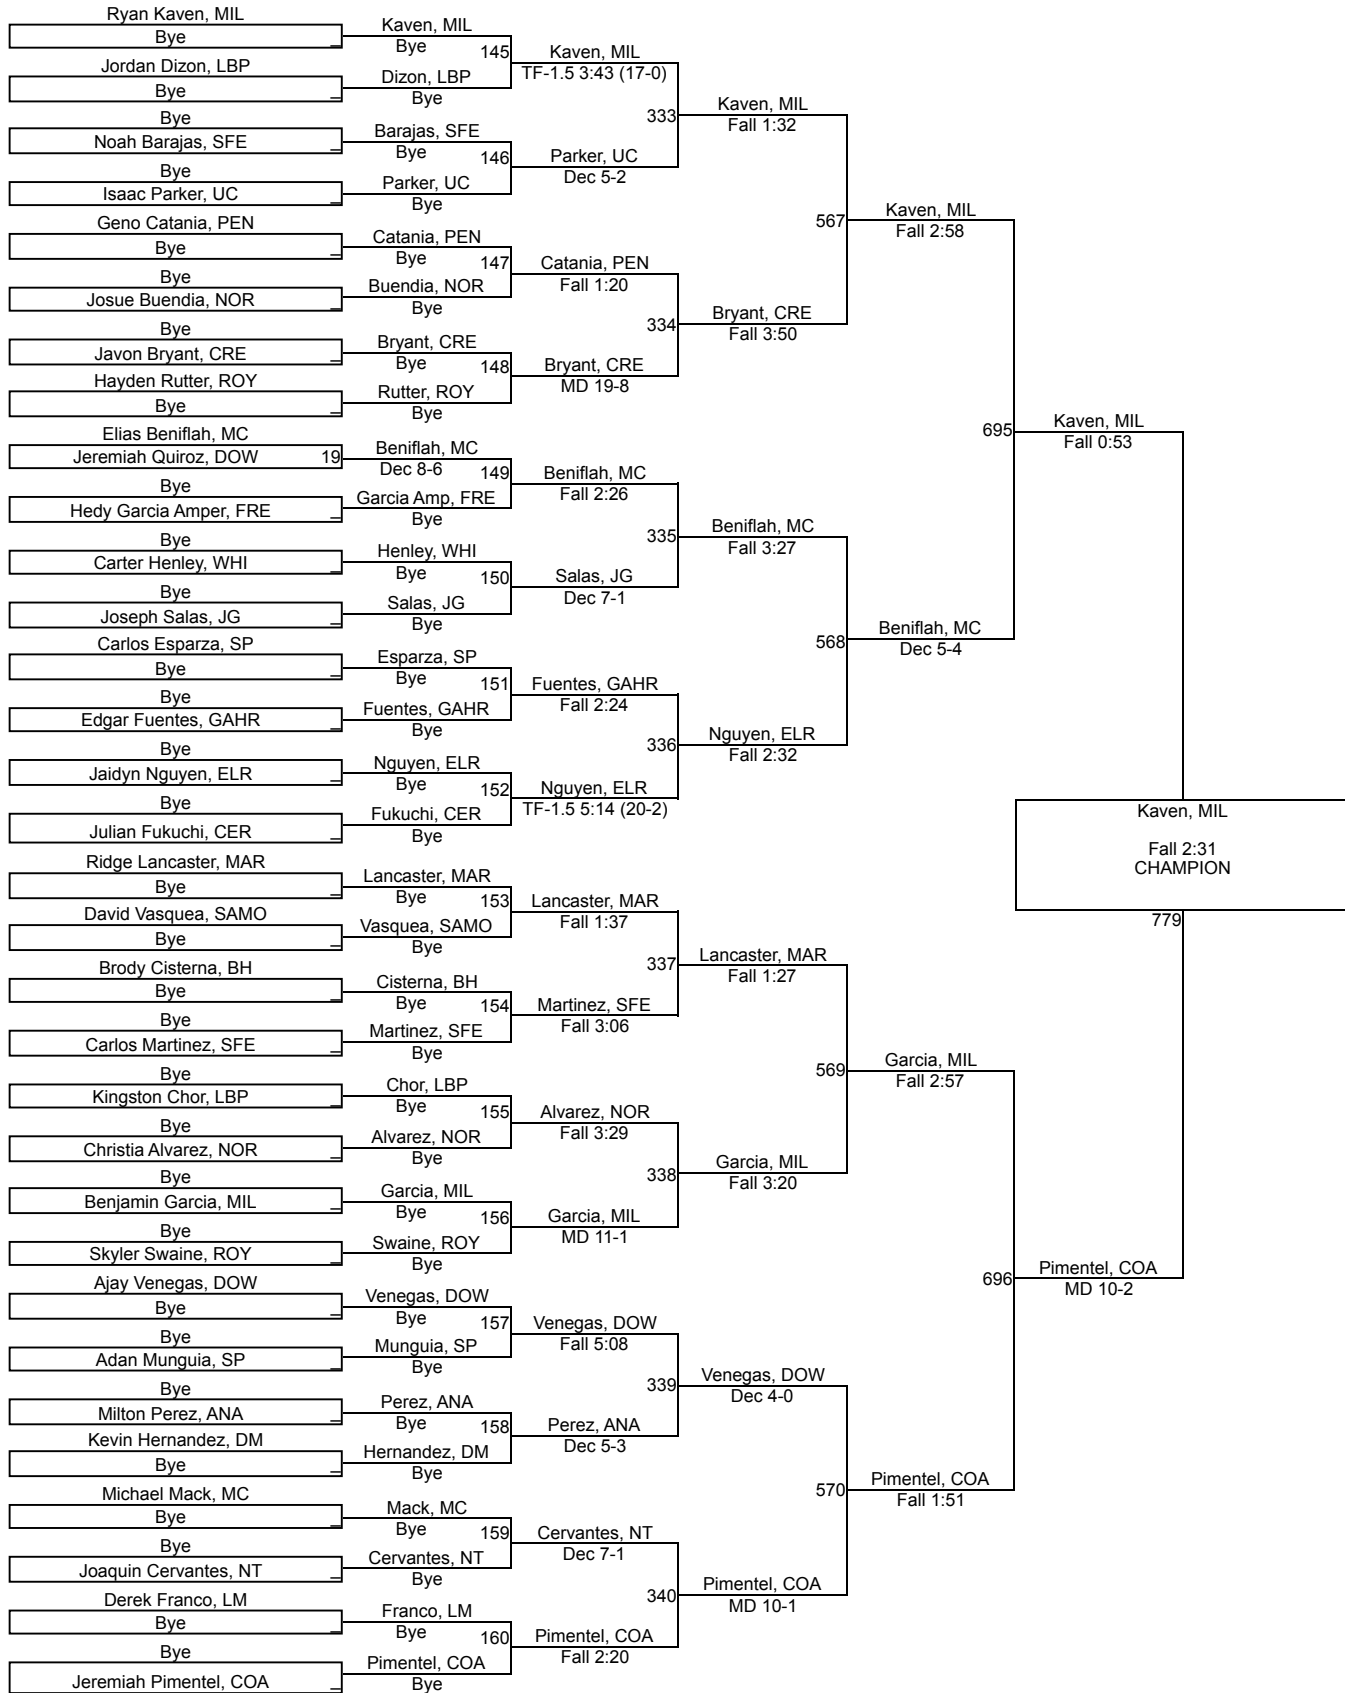 Ryan Kaven, MIL
Bye _
Jordan Dizon, LBP
Bye _
Bye
Noah Barajas, SFE _
Bye
Isaac Parker, UC _
Geno Catania, PEN
Bye _
Bye
Josue Buendia, NOR _
Bye
Javon Bryant, CRE _
Hayden Rutter, ROY
Bye _
Elias Beniflah, MC
Jeremiah Quiroz, DOW 19
Bye
Hedy Garcia Amper, FRE _
Bye
Carter Henley, WHI _
Bye
Joseph Salas, JG _
Carlos Esparza, SP
Bye _
Bye
Edgar Fuentes, GAHR _
Bye
Jaidyn Nguyen, ELR _
Bye
Julian Fukuchi, CER _
Ridge Lancaster, MAR
Bye _
David Vasquea, SAMO
Bye _
Brody Cisterna, BH
Bye _
Bye
Carlos Martinez, SFE _
Bye
Kingston Chor, LBP _
Bye
Christia Alvarez, NOR _
Bye
Benjamin Garcia, MIL _
Bye
Skyler Swaine, ROY _
Ajay Venegas, DOW
Bye _
Bye
Adan Munguia, SP _
Bye
Milton Perez, ANA _
Kevin Hernandez, DM
Bye _
Michael Mack, MC
Bye _
Bye
Joaquin Cervantes, NT _
Derek Franco, LM
Bye _
Bye
Jeremiah Pimentel, COA _
Kaven, MIL
Bye
145
Dizon, LBP
Bye
Barajas, SFE
Bye
146
Parker, UC
Bye
Catania, PEN
Bye
147
Buendia, NOR
Bye
Bryant, CRE
Bye
148
Rutter, ROY
Bye
Beniflah, MC
Dec 8-6
149
Garcia Amp, FRE
Bye
Henley, WHI
Bye
150
Salas, JG
Bye
Esparza, SP
Bye
151
Fuentes, GAHR
Bye
Nguyen, ELR
Bye
152
Fukuchi, CER
Bye
Lancaster, MAR
Bye
153
Vasquea, SAMO
Bye
Cisterna, BH
Bye
154
Martinez, SFE
Bye
Chor, LBP
Bye
155
Alvarez, NOR
Bye
Garcia, MIL
Bye
156
Swaine, ROY
Bye
Venegas, DOW
Bye
157
Munguia, SP
Bye
Perez, ANA
Bye
158
Hernandez, DM
Bye
Mack, MC
Bye
159
Cervantes, NT
Bye
Franco, LM
Bye
160
Pimentel, COA
Bye
Kaven, MIL
TF-1.5 3:43 (17-0)
333
Parker, UC
Dec 5-2
Catania, PEN
Fall 1:20
334
Bryant, CRE
MD 19-8
Beniflah, MC
Fall 2:26
335
Salas, JG
Dec 7-1
Fuentes, GAHR
Fall 2:24
336
Nguyen, ELR
TF-1.5 5:14 (20-2)
Lancaster, MAR
Fall 1:37
337
Martinez, SFE
Fall 3:06
Alvarez, NOR
Fall 3:29
338
Garcia, MIL
MD 11-1
Venegas, DOW
Fall 5:08
339
Perez, ANA
Dec 5-3
Cervantes, NT
Dec 7-1
340
Pimentel, COA
Fall 2:20
Kaven, MIL
Fall 1:32
567
Bryant, CRE
Fall 3:50
Beniflah, MC
Fall 3:27
568
Nguyen, ELR
Fall 2:32
Lancaster, MAR
Fall 1:27
569
Garcia, MIL
Fall 3:20
Venegas, DOW
Dec 4-0
570
Pimentel, COA
MD 10-1
Kaven, MIL
Fall 2:58
695
Beniflah, MC
Dec 5-4
Garcia, MIL
Fall 2:57
696
Pimentel, COA
Fall 1:51
Kaven, MIL
Fall 0:53
Pimentel, COA
MD 10-2
Kaven, MIL
Fall 2:31
CHAMPION
779